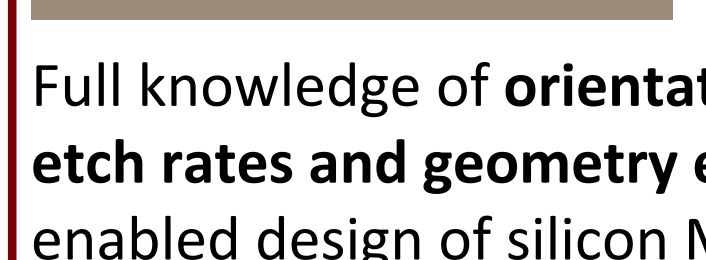 Full knowledge of orientat
etch rates and geometry e
enabled design of silicon M